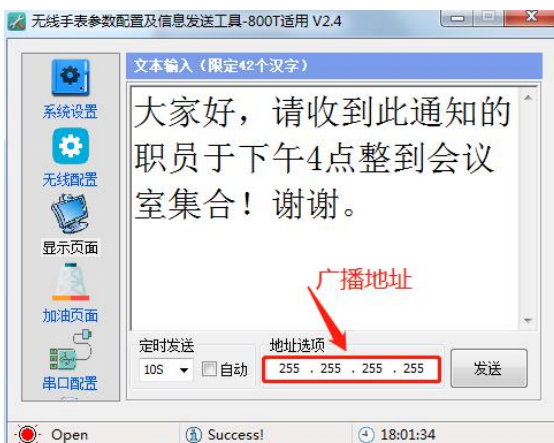 无线手表参数配置及信息发送工具-800T适用 V2.4
系统设置
无线配置
显示页面
加油页面
串口配置
文本输入（限定42个汉字）
大家好，请收到此通知的
职员于下午4点整到会议
室集合！谢谢。
广播地址
定时发送
10S
自动
地址选项
255 . 255 . 255 . 255
发送
Open
Success!
18:01:34